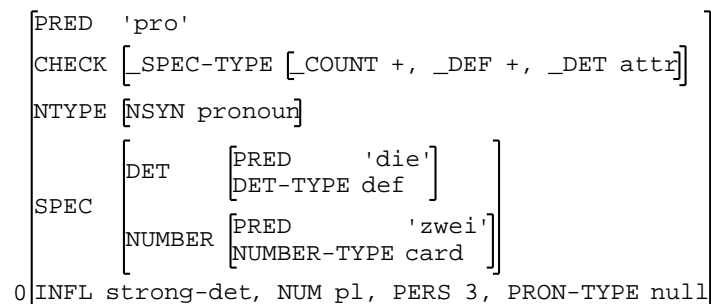 PRED 'pro'
CHECK [_SPEC-TYPE [_COUNT +, _DEF +, _DET attr]]
NTYPE [NSYN pronoun]
SPEC
DET
PRED 'die'
DET-TYPE def
NUMBER
PRED 'zwei'
NUMBER-TYPE card
0 INFL strong-det, NUM pl, PERS 3, PRON-TYPE null